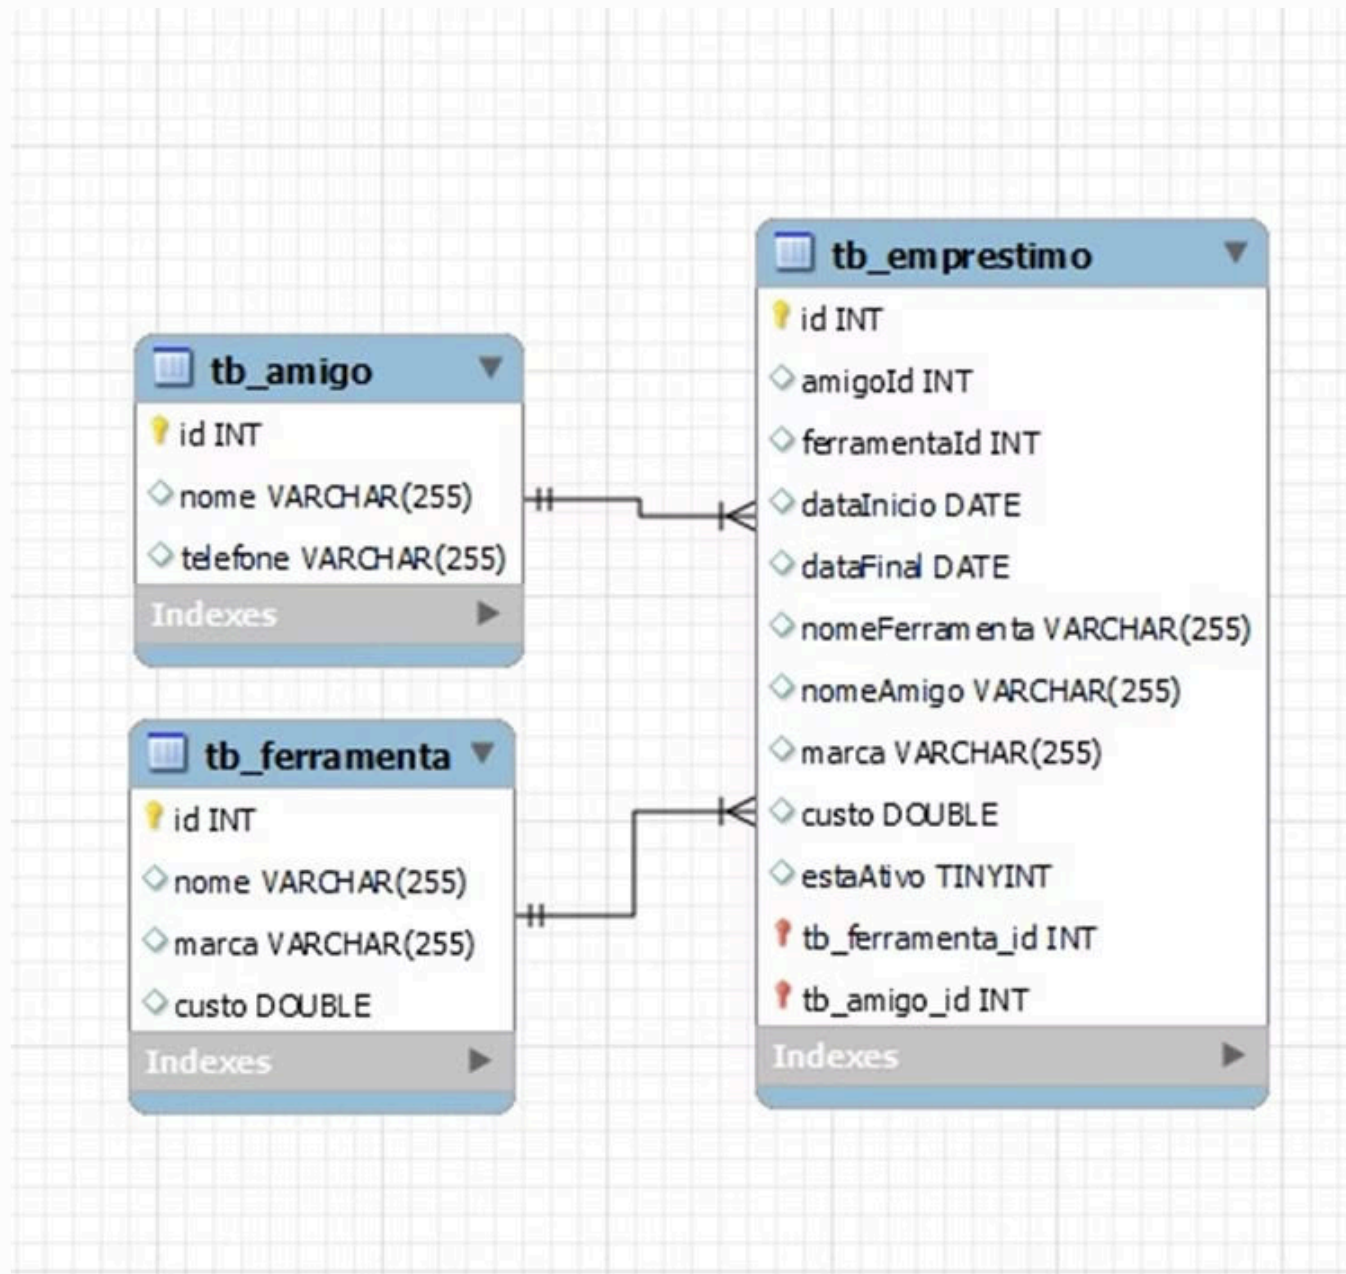 tb_amigo
id INT
nome VARCHAR(255)
telefone VARCHAR(255)
Indexes
tb_ferramenta
id INT
nome VARCHAR(255)
marca VARCHAR(255)
custo DOUBLE
Indexes
tb_emprestimo
id INT
amigoId INT
ferramentaId INT
dataInicio DATE
dataFinal DATE
nomeFerramenta VARCHAR(255)
nomeAmigo VARCHAR(255)
marca VARCHAR(255)
custo DOUBLE
estaAtivo TINYINT
tb_ferramenta_id INT
tb_amigo_id INT
Indexes